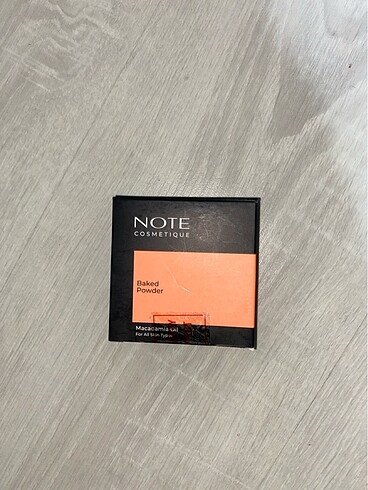 NOTE
COSMETIQUE
Baked
Powder
Macadamia Oil
For All Skin Types